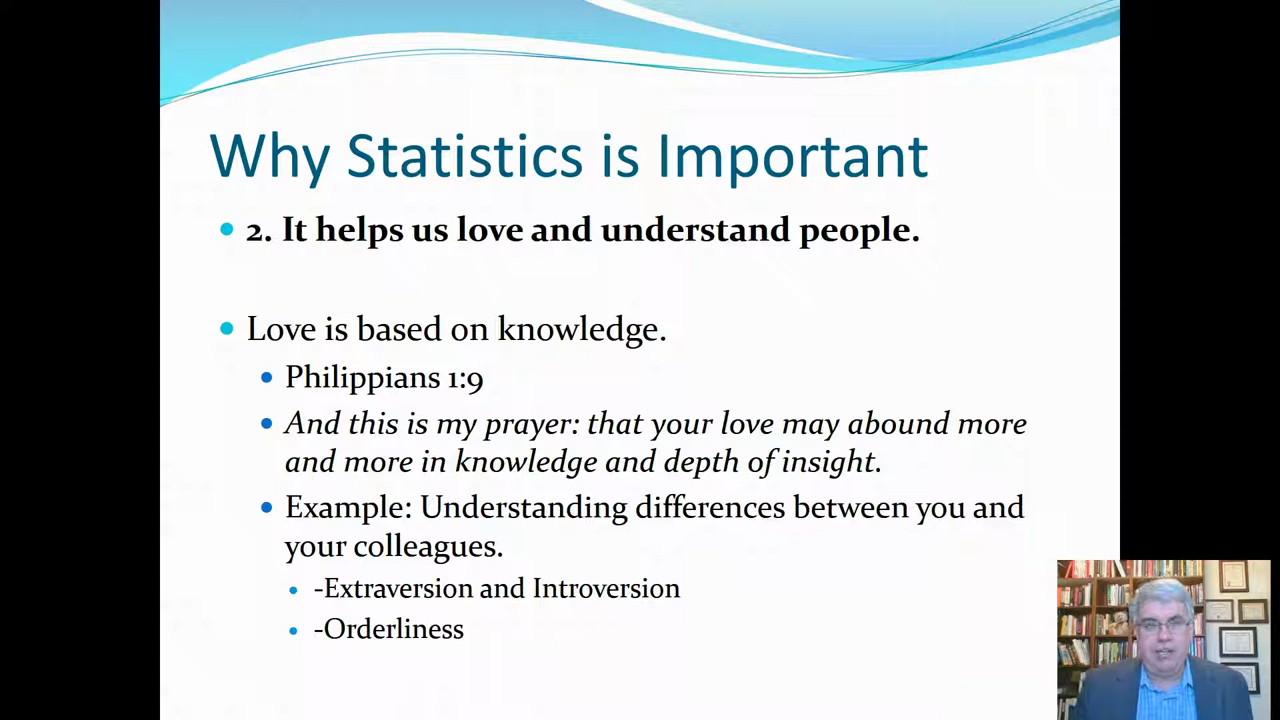 Why Statistics is Important
2. It helps us love and understand people.
Love is based on knowledge.
Philippians 1:9
And this is my prayer: that your love may abound more
and more in knowledge and depth of insight.
Example: Understanding differences between you and
your colleagues.
-Extraversion and Introversion
-Orderliness